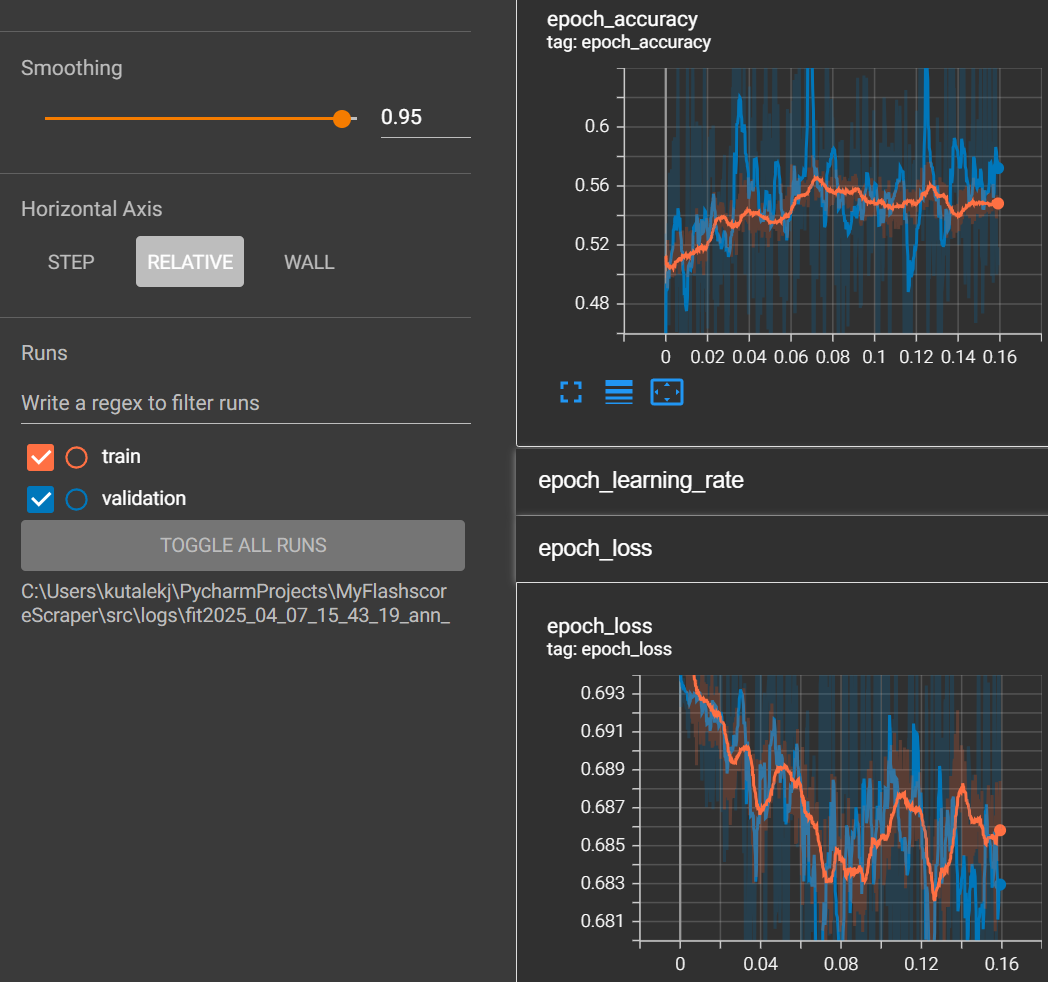 Smoothing
0.95
Horizontal Axis
STEP RELATIVE WALL
Runs
Write a regex to filter runs
train
validation
TOGGLE ALL RUNS
C:\Users\kutalekj\PycharmProjects\MyFlashscor
eScraper\src\logs\fit2025_04_07_15_43_19_ann_
epoch_accuracy
tag: epoch_accuracy
0.6
0.56
0.52
0.48
0 0.02 0.04 0.06 0.08 0.1 0.12 0.14 0.16
epoch_learning_rate
epoch_loss
epoch_loss
tag: epoch_loss
0.693
0.691
0.689
0.687
0.685
0.683
0.681
0 0.04 0.08 0.12 0.16